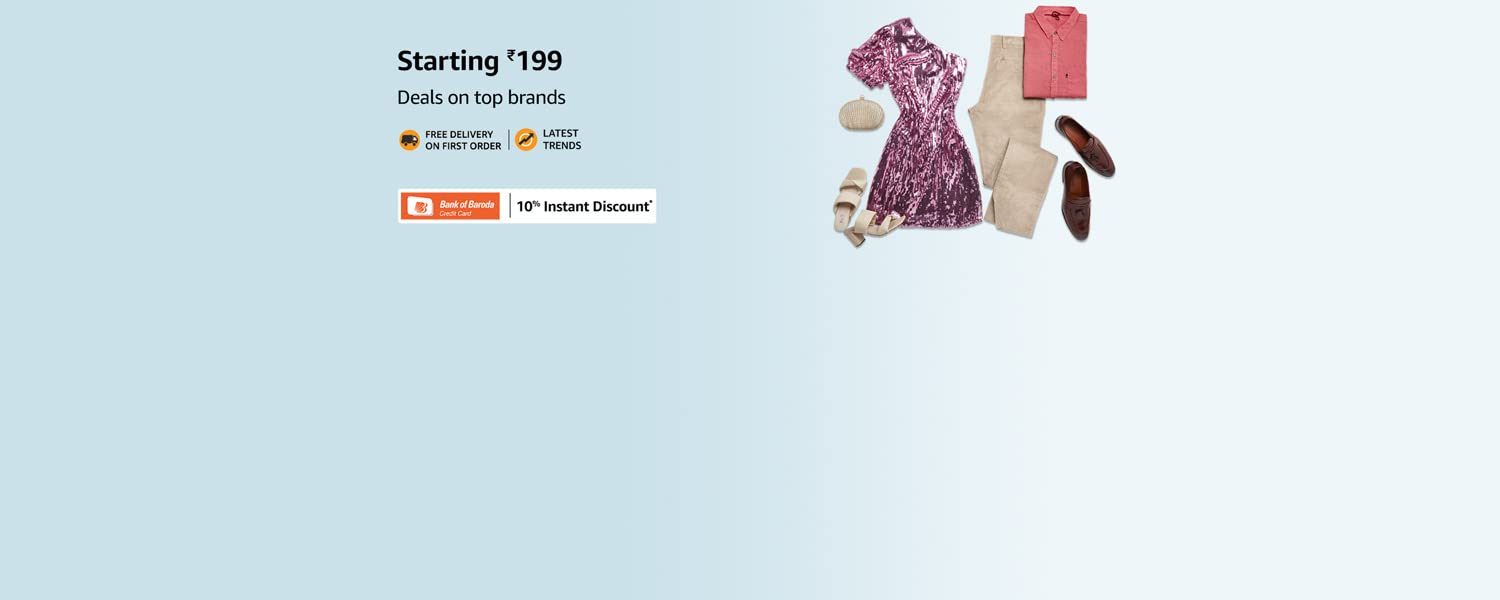 Starting ₹199
Deals on top brands
FREE DELIVERY
ON FIRST ORDER
LATEST
TRENDS
Bank of Baroda
Credit Card
10% Instant Discount*